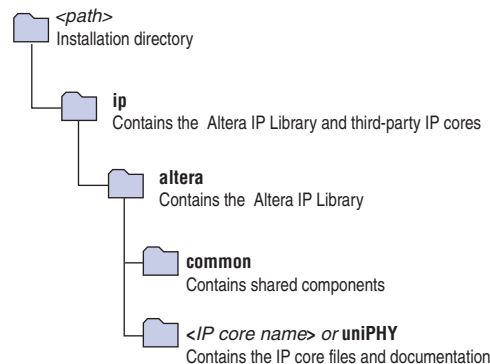 <path>
Installation directory
ip
Contains the Altera IP Library and third-party IP cores
altera
Contains the Altera IP Library
common
Contains shared components
<IP core name> or uniPHY
Contains the IP core files and documentation